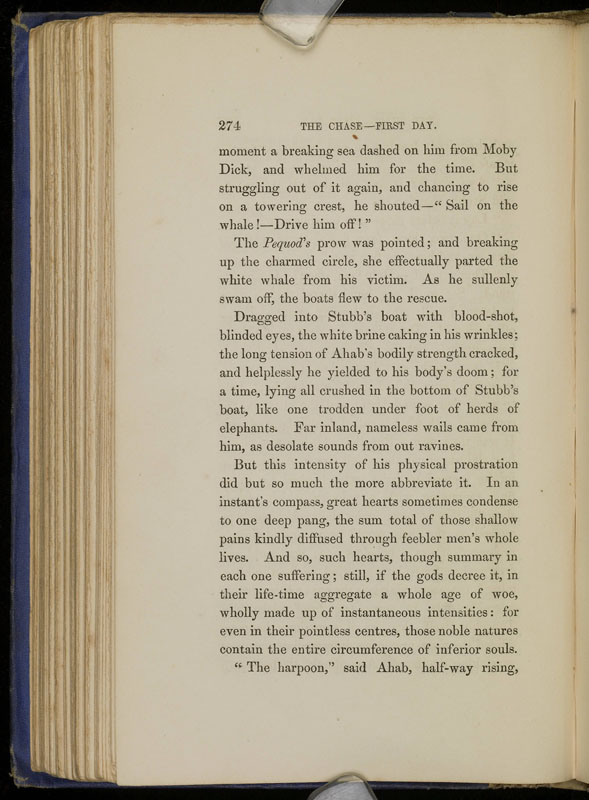 274 THE CHASE—FIRST DAY.
moment a breaking sea dashed on him from Moby
Dick, and whelmed him for the time. But
struggling out of it again, and chancing to rise
on a towering crest, he shouted—“ Sail on the
whale !—Drive him off! ”
The Pequod's prow was pointed; and breaking
up the charmed circle, she effectually parted the
white whale from his victim. As he sullenly
swam off, the boats flew to the rescue.
Dragged into Stubb's boat with blood-shot,
blinded eyes, the white brine caking in his wrinkles;
the long tension of Ahab's bodily strength cracked,
and helplessly he yielded to his body's doom; for
a time, lying all crushed in the bottom of Stubb's
boat, like one trodden under foot of herds of
elephants. Far inland, nameless wails came from
him, as desolate sounds from out ravines.
But this intensity of his physical prostration
did but so much the more abbreviate it. In an
instant's compass, great hearts sometimes condense
to one deep pang, the sum total of those shallow
pains kindly diffused through feebler men's whole
lives. And so, such hearts, though summary in
each one suffering; still, if the gods decree it, in
their life-time aggregate a whole age of woe,
wholly made up of instantaneous intensities: for
even in their pointless centres, those noble natures
contain the entire circumference of inferior souls.
“ The harpoon,” said Ahab, half-way rising,